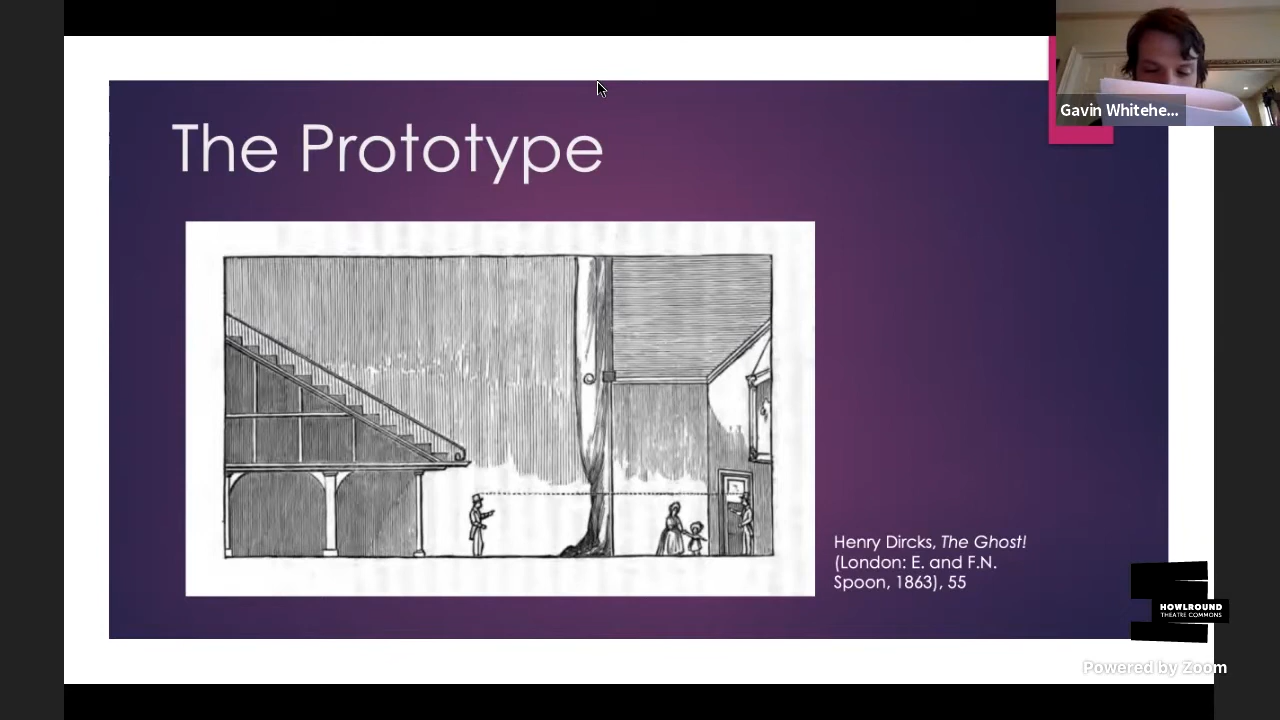 Gavin Whitehe...
The Prototype
Henry Dircks, The Ghost!
(London: E. and F.N.
Spoon, 1863), 55
HOWLROUND
THEATRE COMMONS
Powered by Zoom